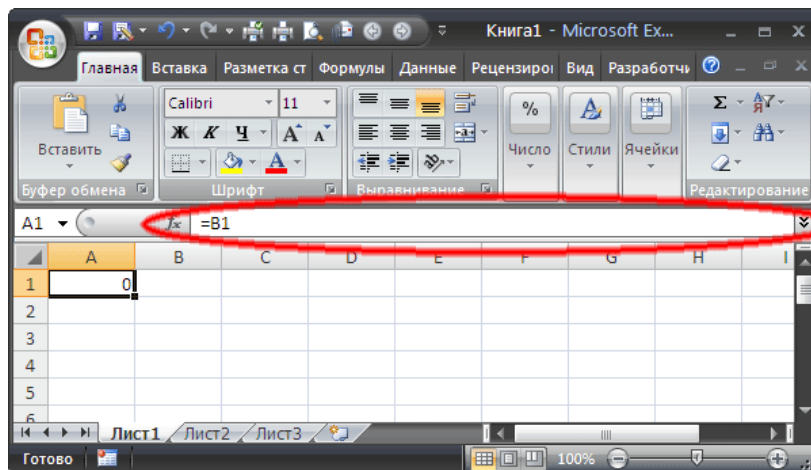 Книга1 - Microsoft Ex...
Главная Вставка Разметка ст Формулы Данные Рецензиро Вид Разработчи
Calibri 11 % Σ
Ж К Ч А А А Я
Вставить А Число Стили Ячейки
Буфер обмена Шрифт Выравнивание Редактирование
A1 fx =B1
A B C D E F G H I
1 0
2
3
4
5
6
Лист1 Лист2 Лист3
Готово 100%